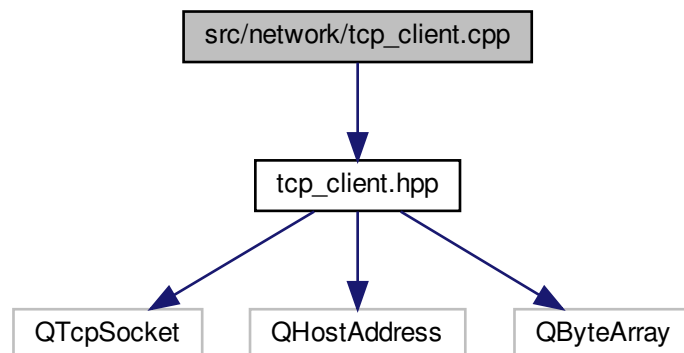 src/network/tcp_client.cpp
tcp_client.hpp
QTcpSocket
QHostAddress
QByteArray